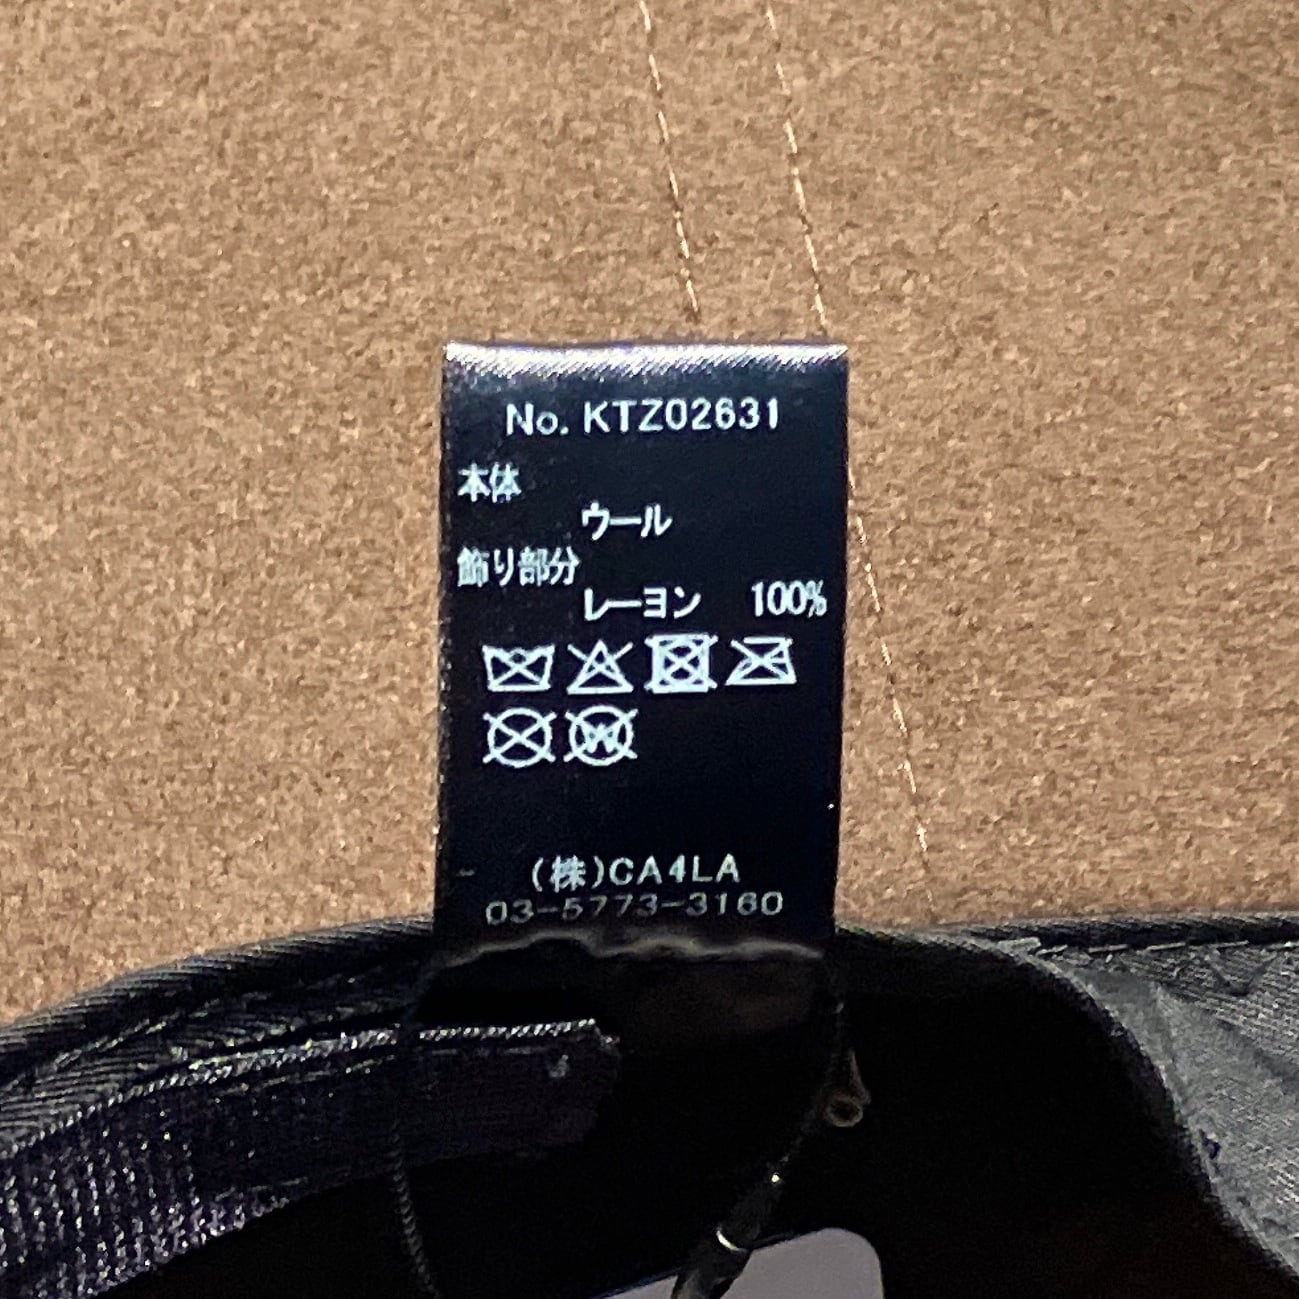 No. KTZ02631
本体
ウール
飾り部分
レーヨン 100%
W
(株)CA4LA
03-5773-3160